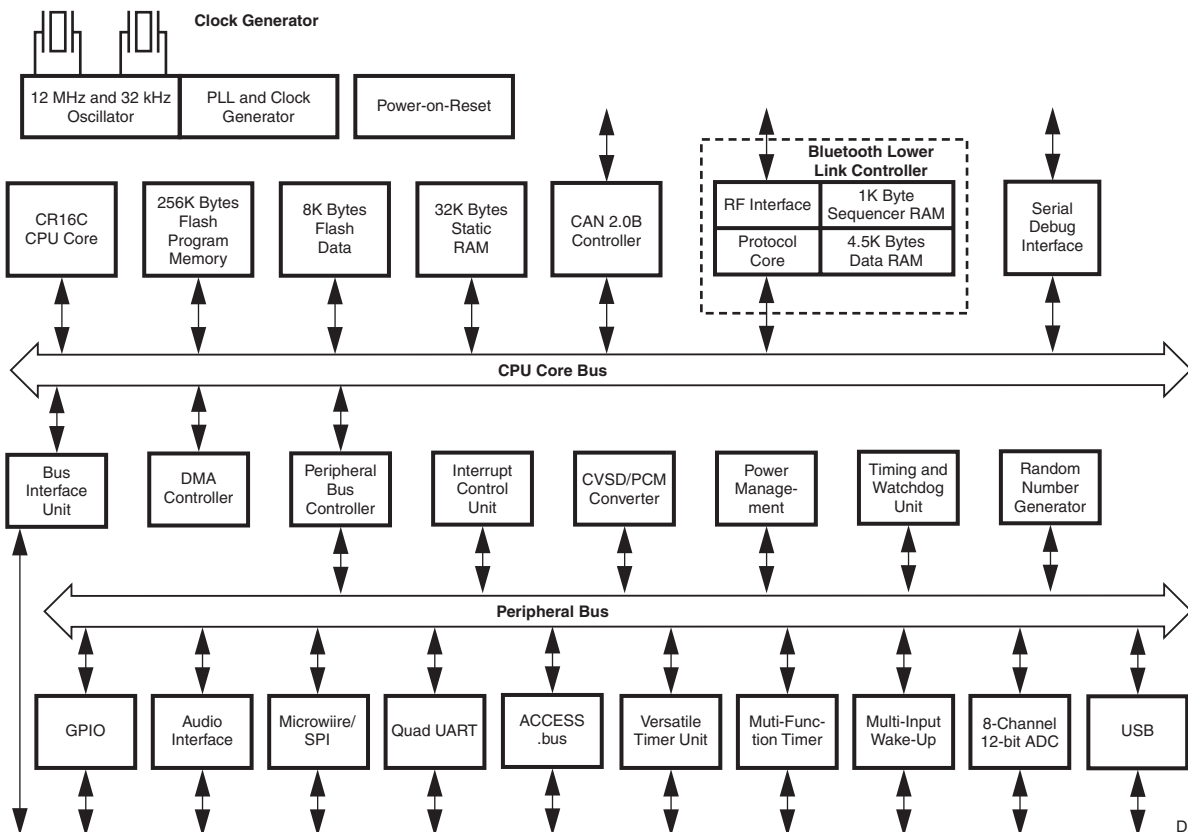 Clock Generator
12 MHz and 32 kHz
Oscillator
PLL and Clock
Generator
Power-on-Reset
Bluetooth Lower
Link Controller
CR16C
CPU Core
256K Bytes
Flash
Program
Memory
8K Bytes
Flash
Data
32K Bytes
Static
RAM
CAN 2.0B
Controller
RF Interface
1K Byte
Sequencer RAM
Protocol
Core
4.5K Bytes
Data RAM
Serial
Debug
Interface
CPU Core Bus
Bus
Interface
Unit
DMA
Controller
Peripheral
Bus
Controller
Interrupt
Control
Unit
CVSD/PCM
Converter
Power
Manage-
ment
Timing and
Watchdog
Unit
Random
Number
Generator
Peripheral Bus
GPIO
Audio
Interface
Microwiire/
SPI
Quad UART
ACCESS
.bus
Versatile
Timer Unit
Muti-Func-
tion Timer
Multi-Input
Wake-Up
8-Channel
12-bit ADC
USB
D